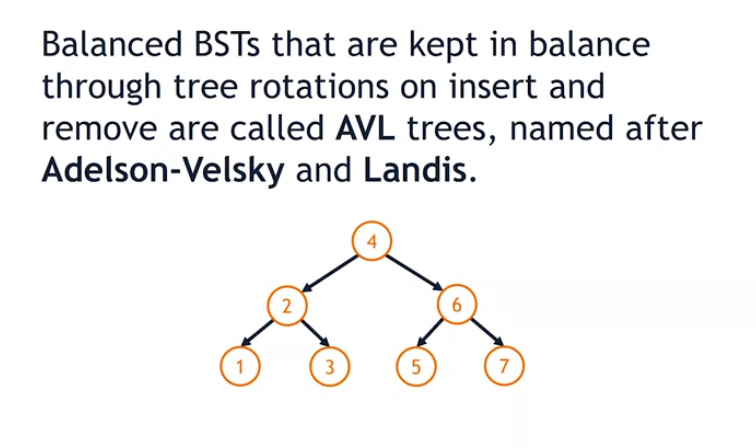 Balanced BSTs that are kept in balance
through tree rotations on insert and
remove are called AVL trees, named after
Adelson-Velsky and Landis.
4
2
6
1
3
5
7